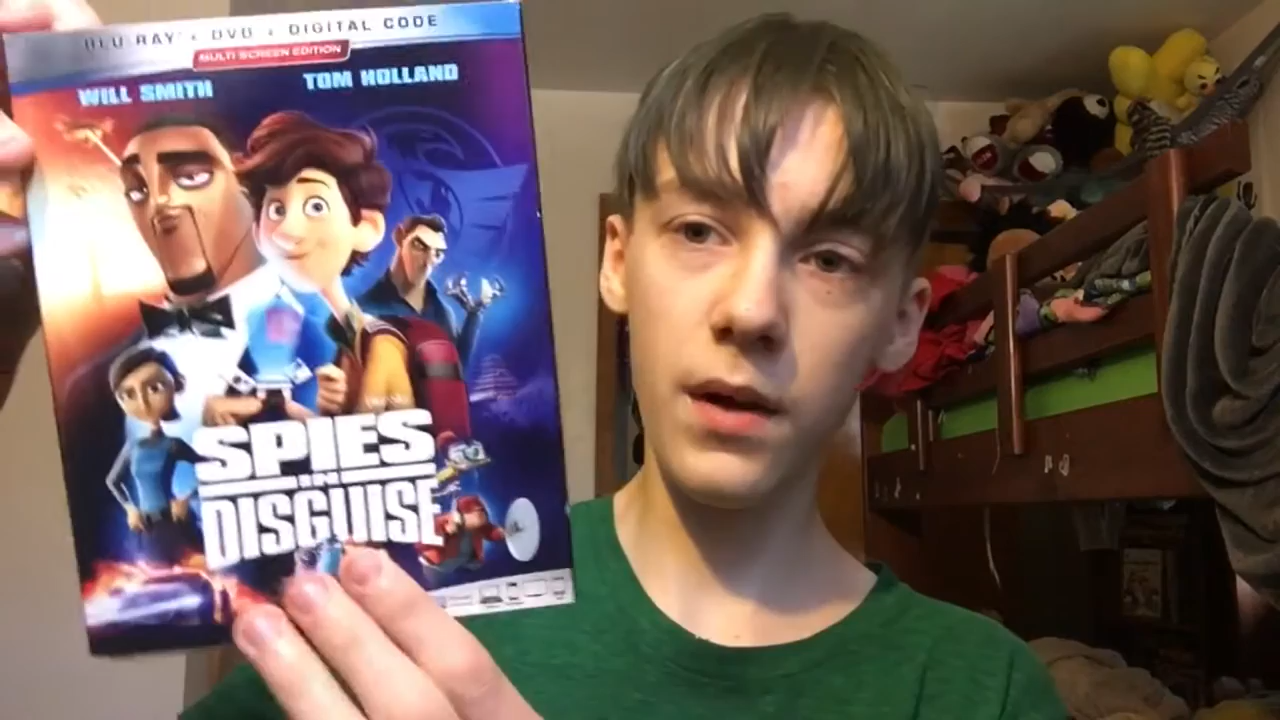 BLU-RAY + DVD + DIGITAL CODE
MULTI SCREEN EDITION
WILL SMITH TOM HOLLAND
SPIES
IN
DISGUISE